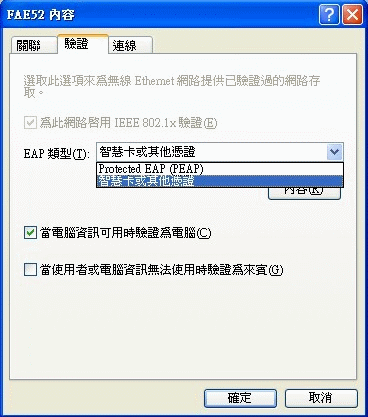 FAE52 內容
關聯 驗證 連線
選取此選項來為無線 Ethernet 網路提供已驗證過的網路存
取。
為此網路啓用 IEEE 802.1x 驗證(E)
EAP 類型(T): 智慧卡或其他憑證
Protected EAP (PEAP)
智慧卡或其他憑證
內容(R)
當電腦資訊可用時驗證為電腦(C)
當使用者或電腦資訊無法使用時驗證為來賓(G)
確定 取消